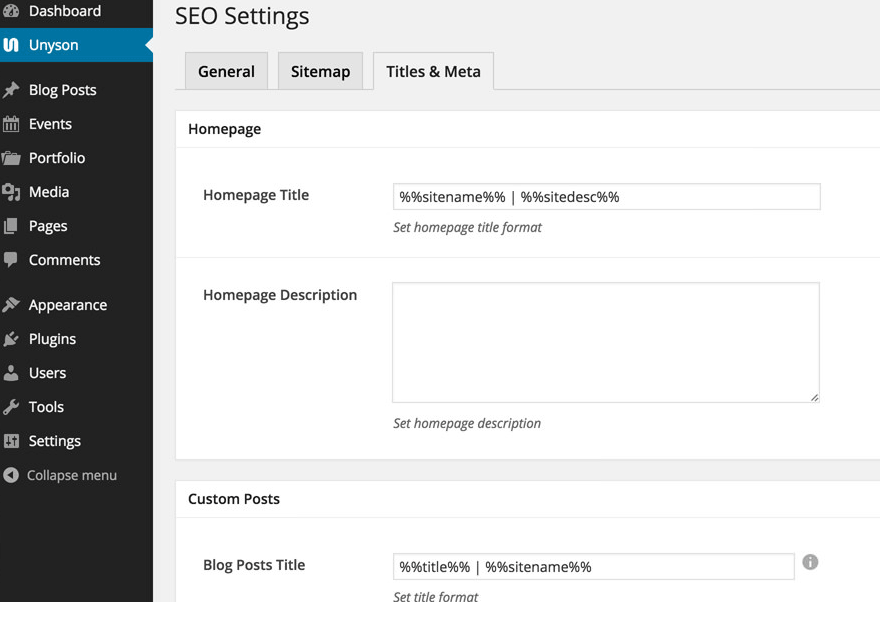 Dashboard
Unyson
Blog Posts
Events
Portfolio
Media
Pages
Comments
Appearance
Plugins
Users
Tools
Settings
Collapse menu
SEO Settings
General
Sitemap
Titles & Meta
Homepage
Homepage Title
%%sitename%% | %%sitedesc%%
Set homepage title format
Homepage Description
Set homepage description
Custom Posts
Blog Posts Title
%%title%% | %%sitename%%
Set title format